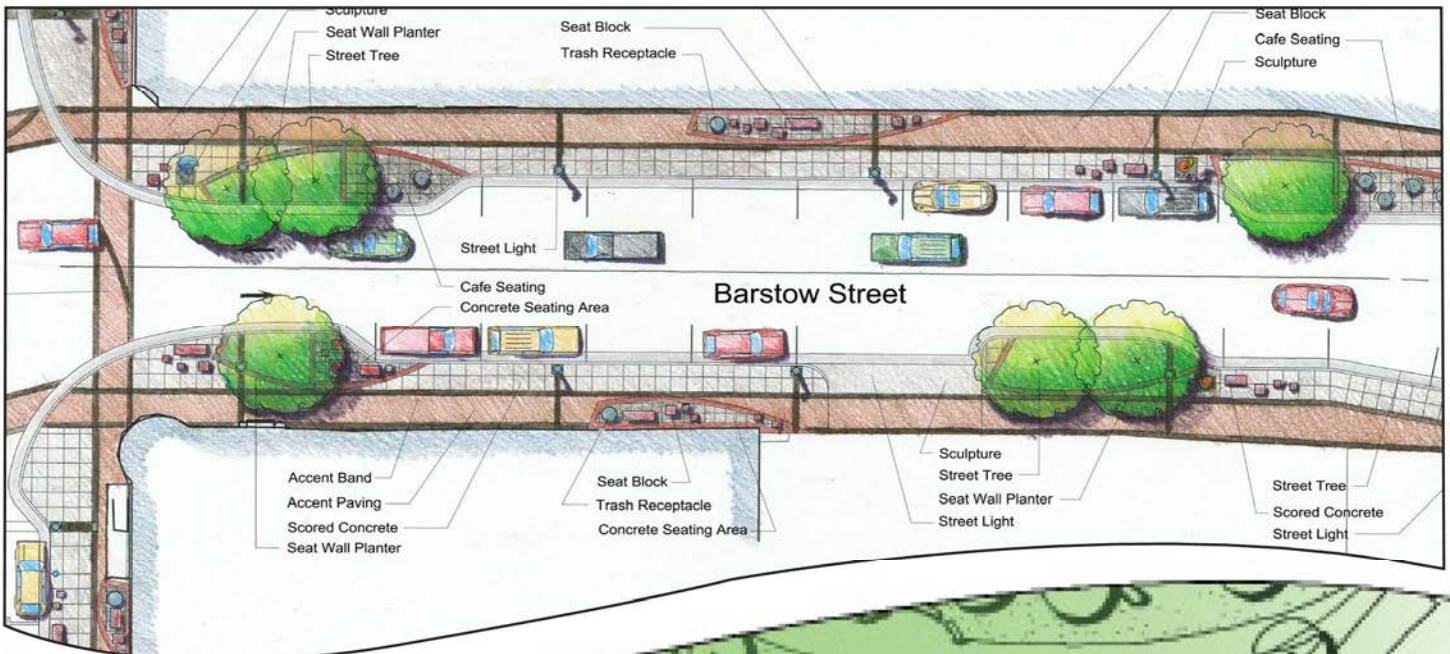 Sculpture
Seat Wall Planter
Street Tree
Seat Block
Trash Receptacle
Seat Block
Cafe Seating
Sculpture
Street Light
Cafe Seating
Concrete Seating Area
Barstow Street
Accent Band
Accent Paving
Scored Concrete
Seat Wall Planter
Seat Block
Trash Receptacle
Concrete Seating Area
Sculpture
Street Tree
Seat Wall Planter
Street Light
Street Tree
Scored Concrete
Street Light